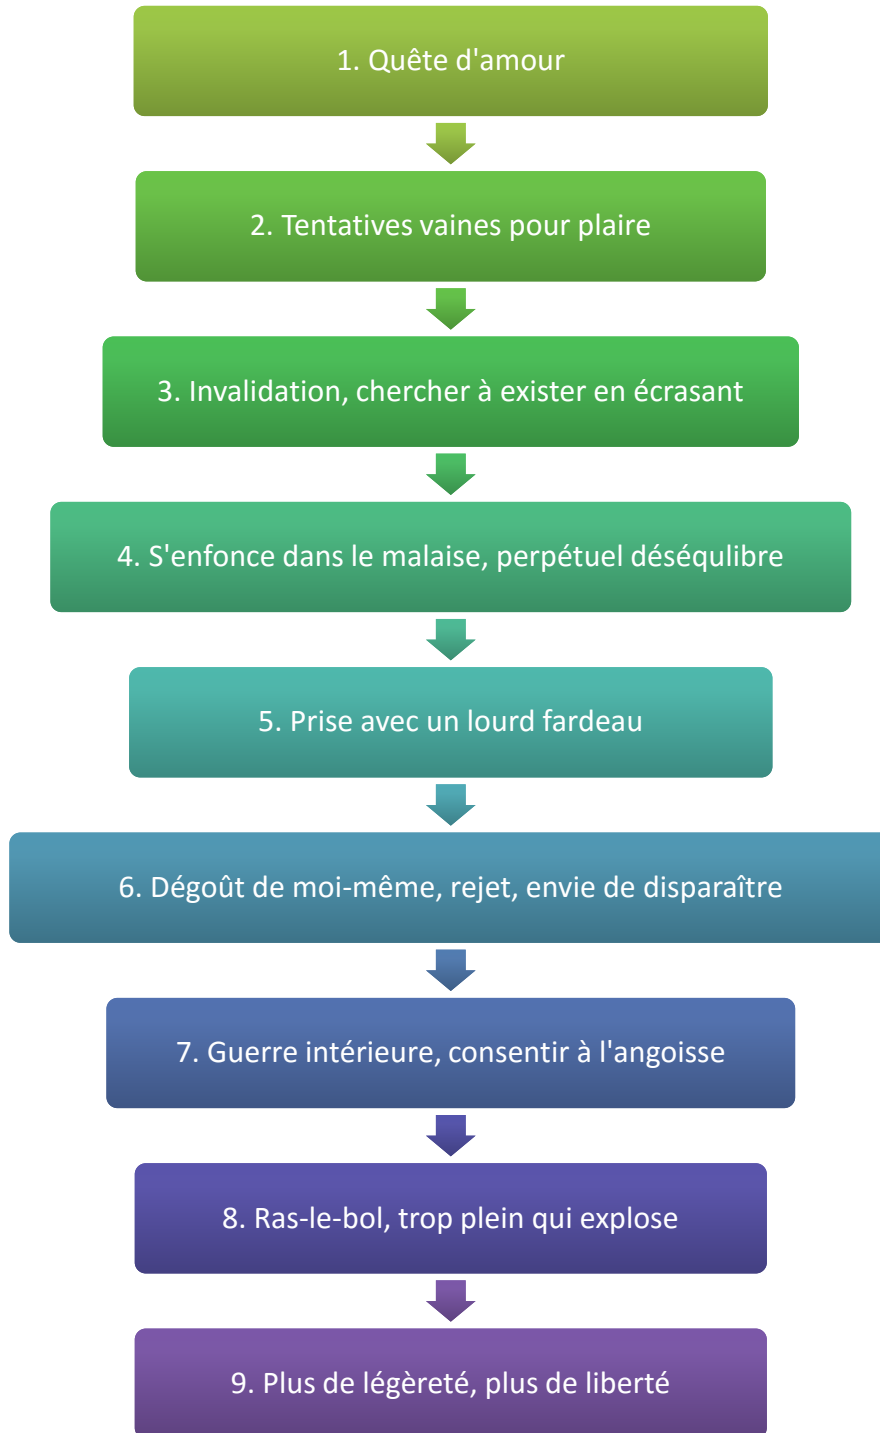 1. Quête d'amour
2. Tentatives vaines pour plaire
3. Invalidation, chercher à exister en écrasant
4. S'enfonce dans le malaise, perpétuel déséqulibre
5. Prise avec un lourd fardeau
6. Dégoût de moi-même, rejet, envie de disparaître
7. Guerre intérieure, consentir à l'angoisse
8. Ras-le-bol, trop plein qui explose
9. Plus de légèreté, plus de liberté